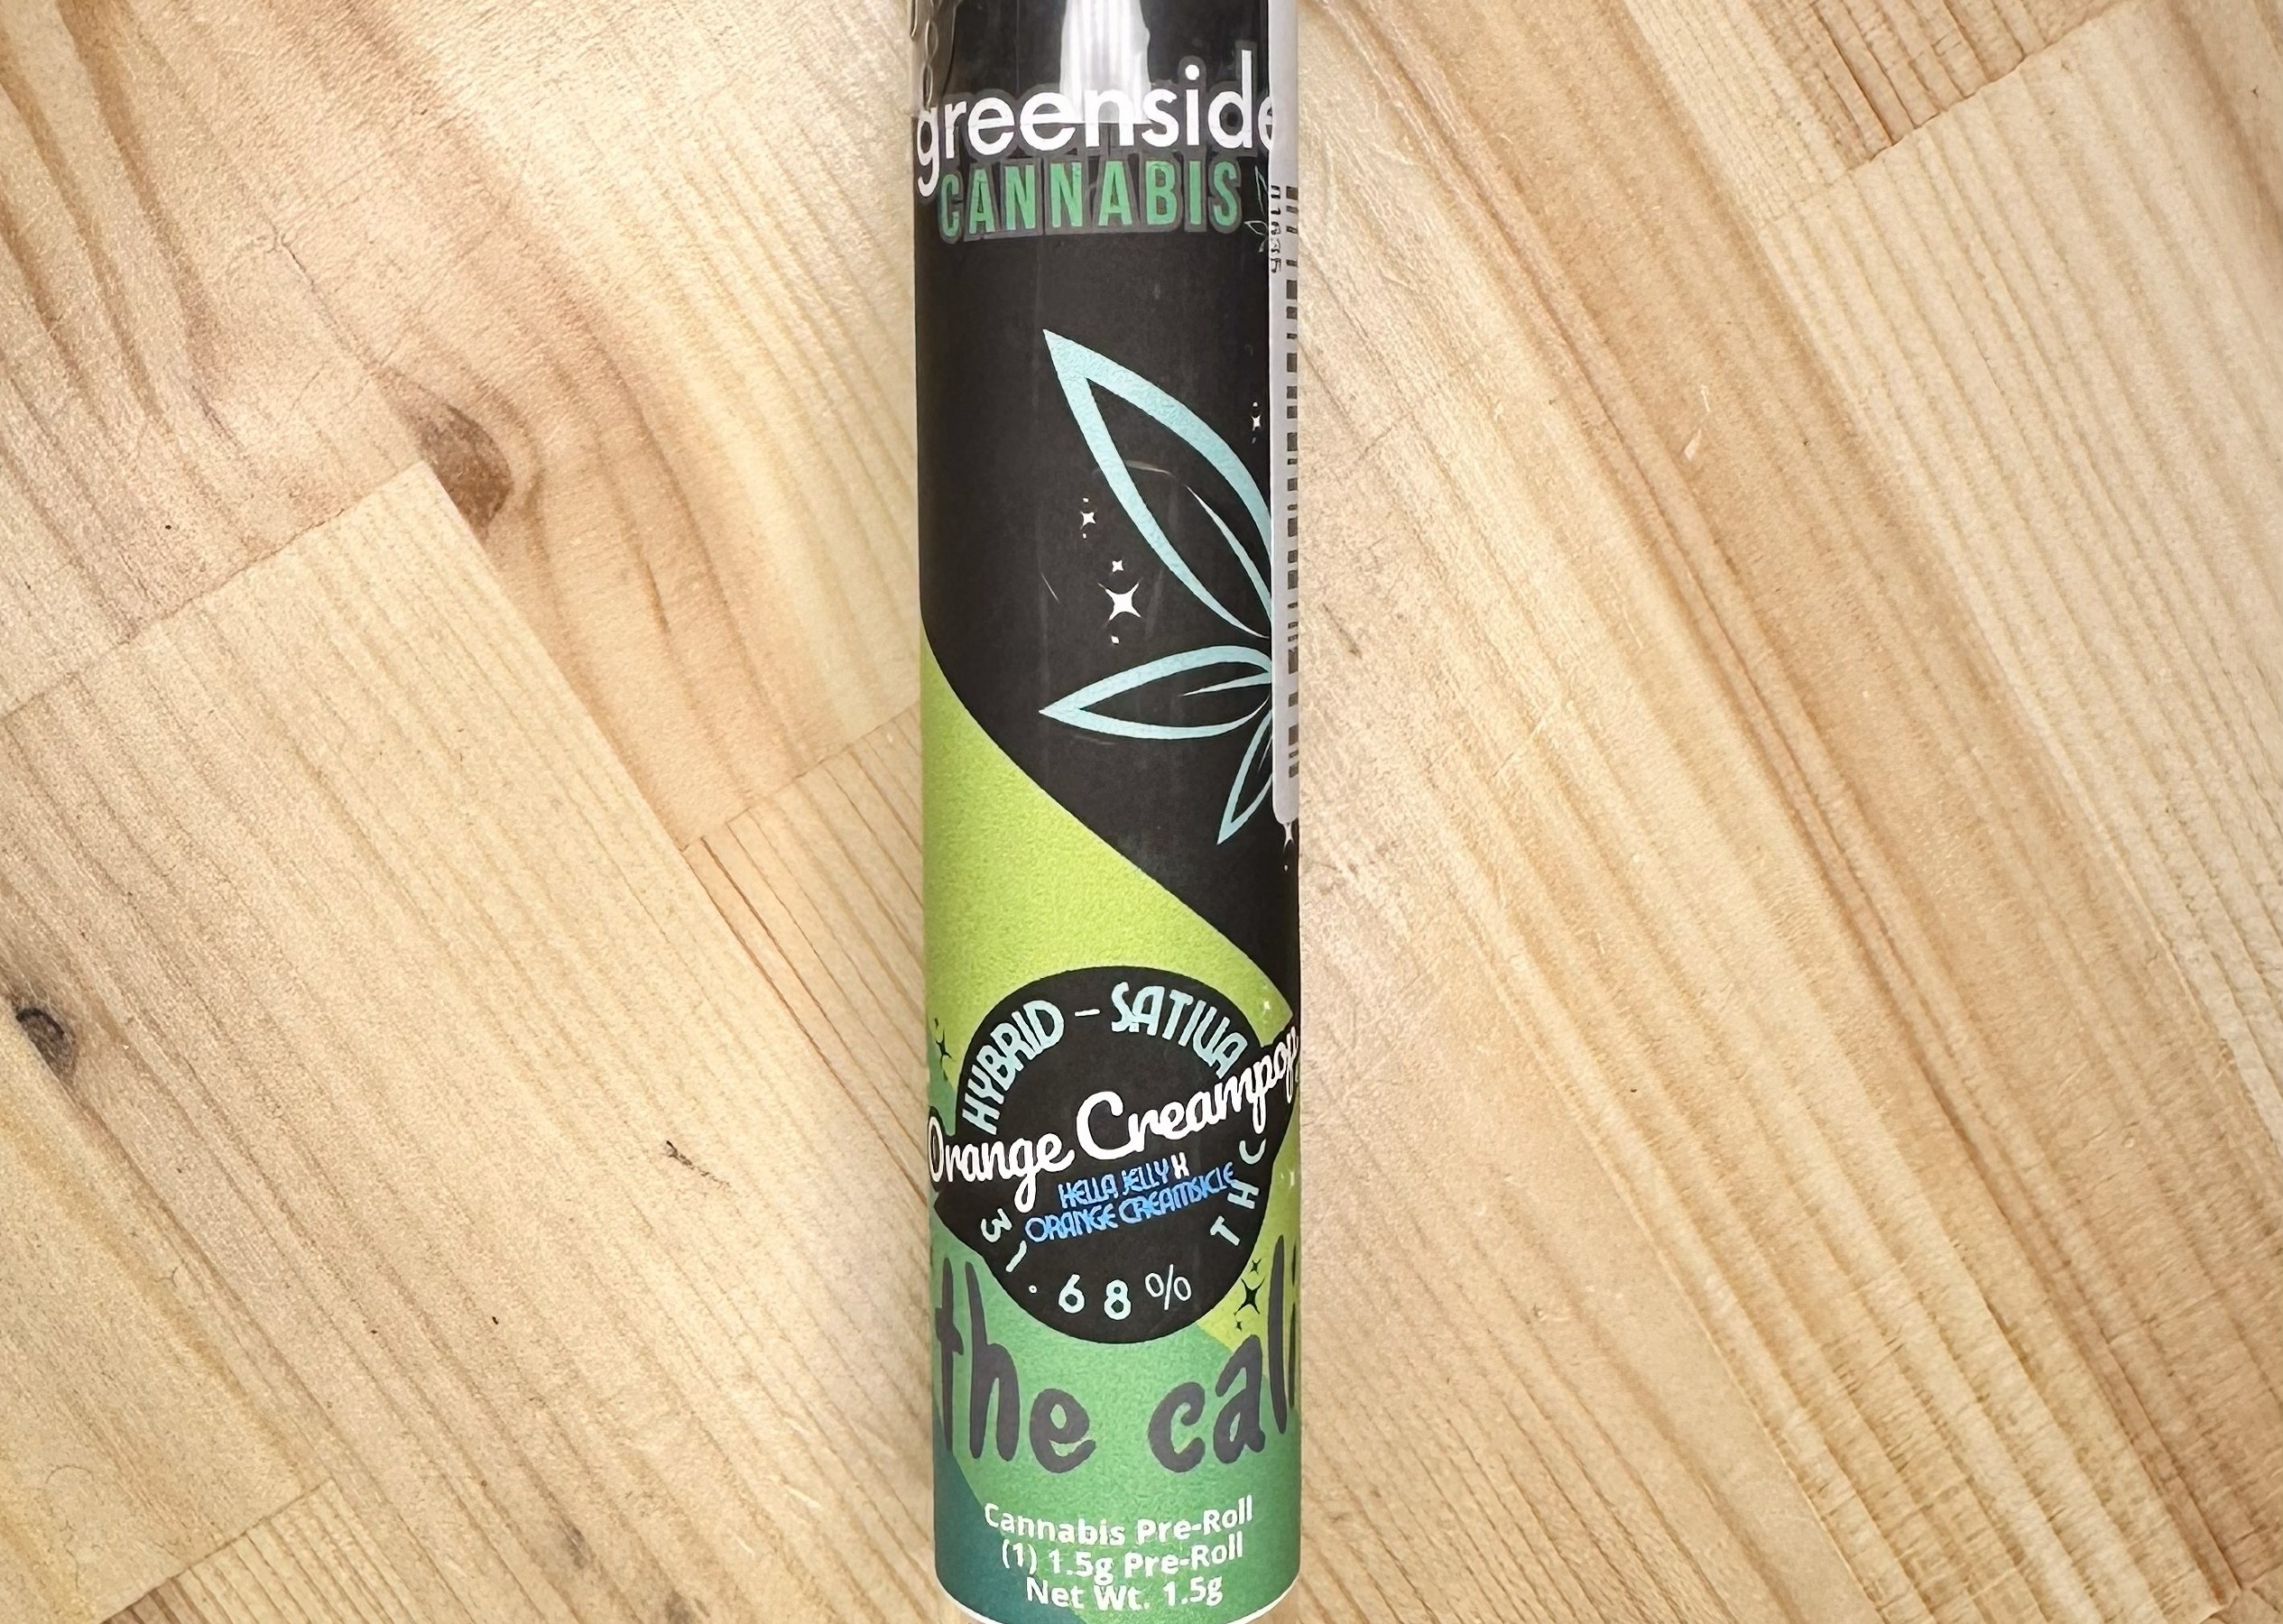 greenside
CANNABIS
HYBRID - SATIVA
Orange Creampop
HELLA JELLY X
ORANGE CREAMSICLE
31.68% THC
the cali
Cannabis Pre-Roll
(1) 1.5g Pre-Roll
Net Wt. 1.5g